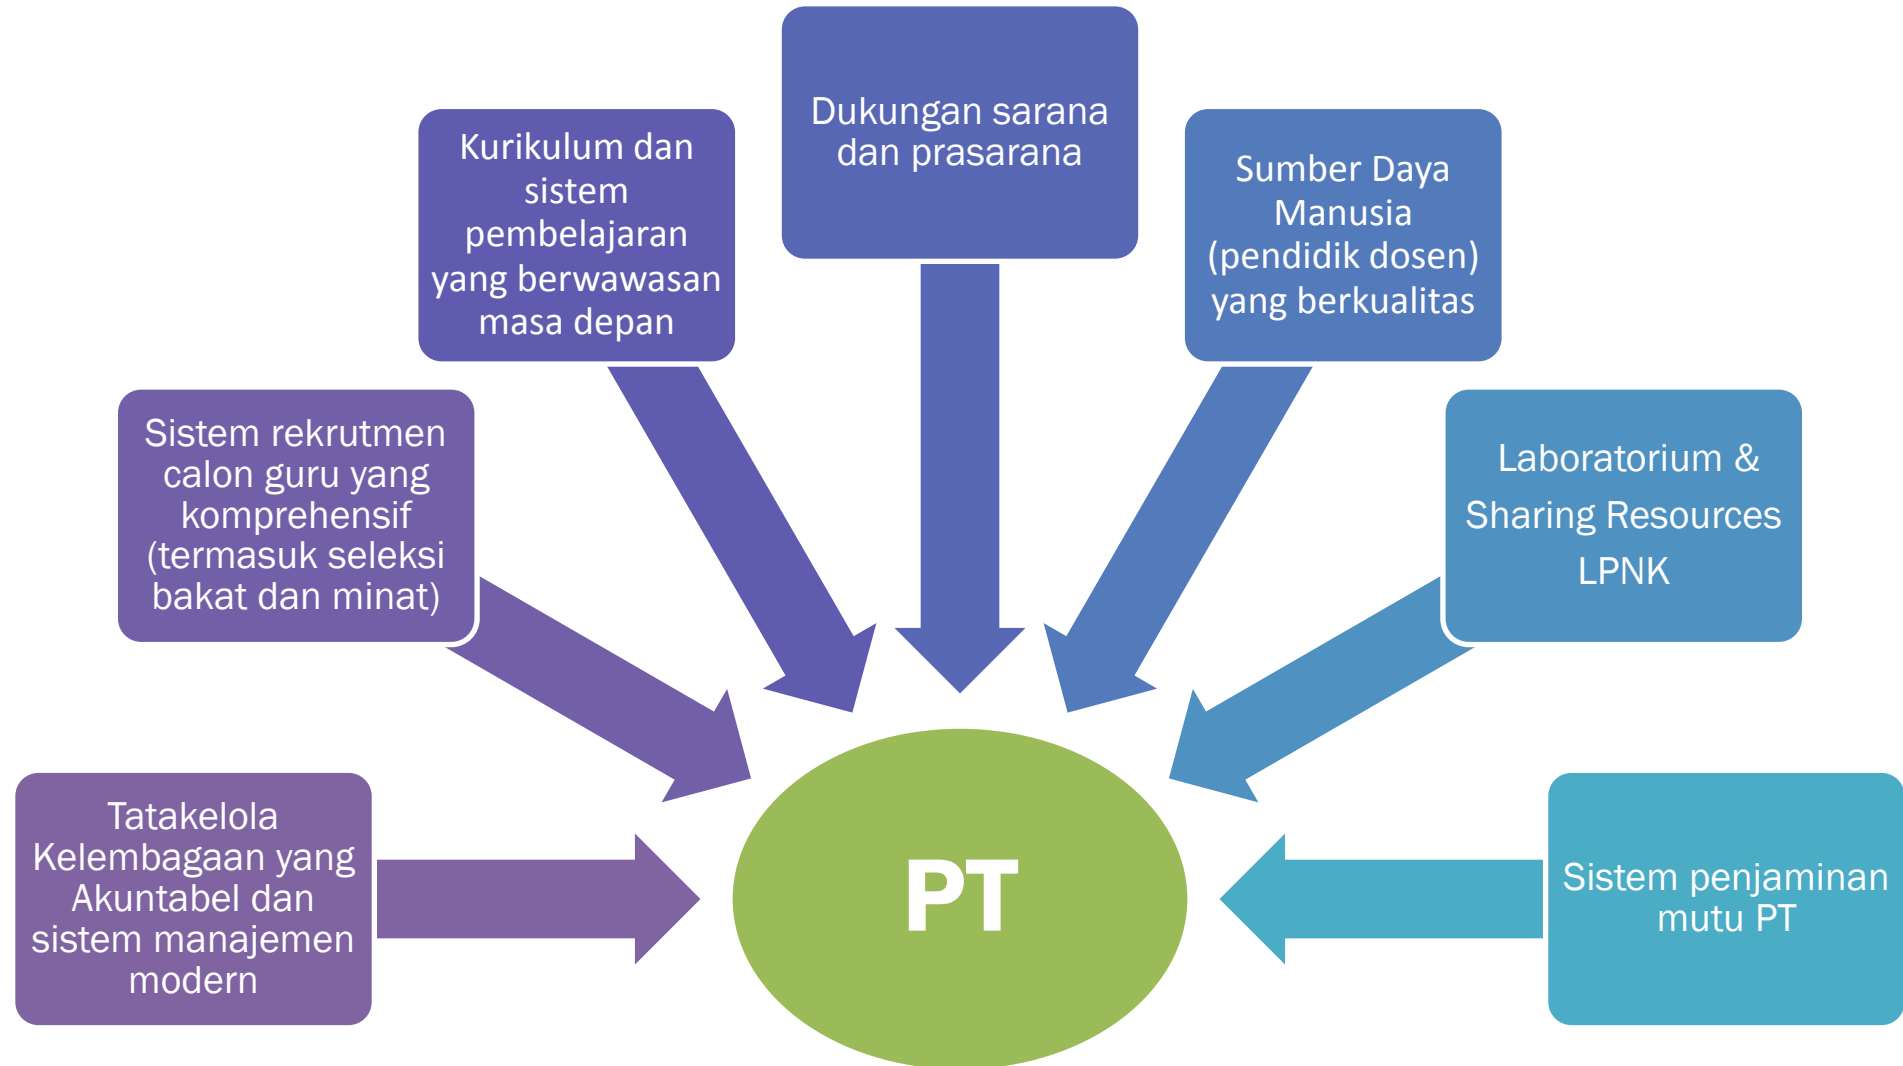 Dukungan sarana
dan prasarana
Kurikulum dan
sistem
pembelajaran
yang berwawasan
masa depan
Sumber Daya
Manusia
(pendidik dosen)
yang berkualitas
Sistem rekrutmen
calon guru yang
komprehensif
(termasuk seleksi
bakat dan minat)
Laboratorium &
Sharing Resources
LPNK
Tatakelola
Kelembagaan yang
Akuntabel dan
sistem manajemen
modern
PT
Sistem penjaminan
mutu PT